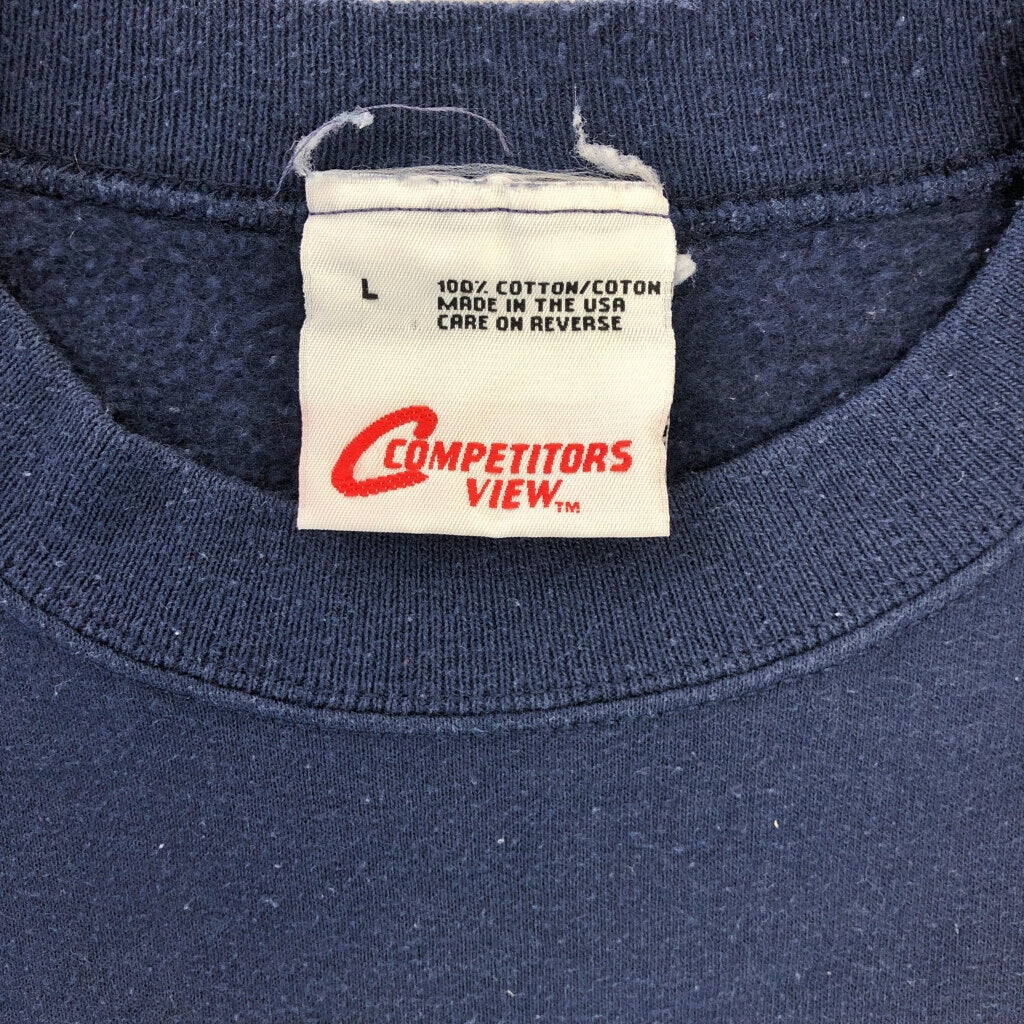 L 100% COTTON/COTON
MADE IN THE USA
CARE ON REVERSE
COMPETITORS
VIEW™